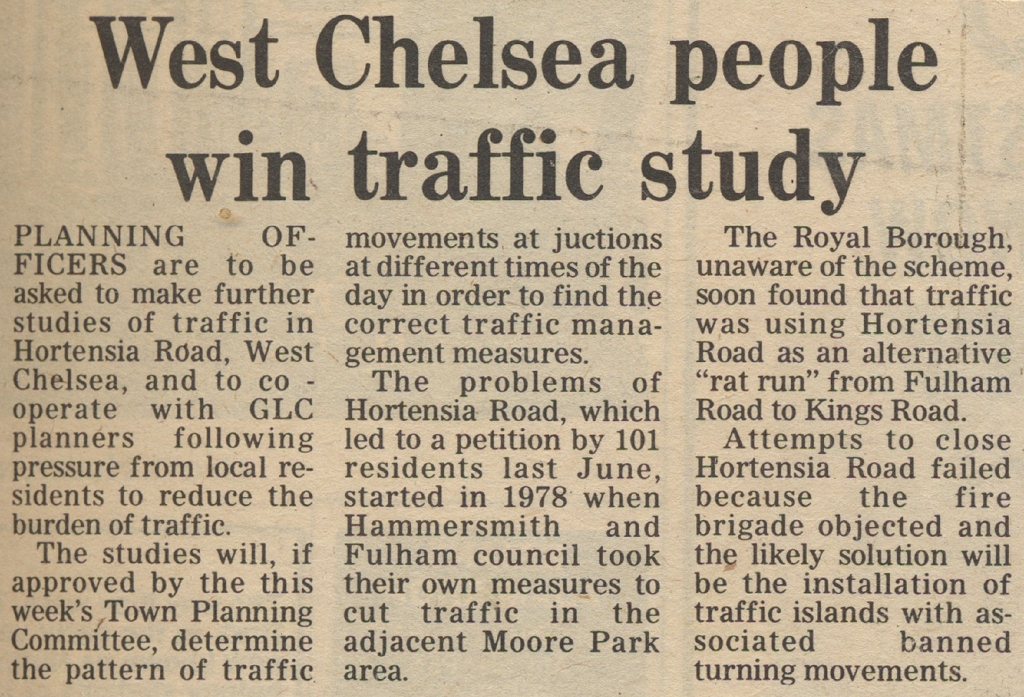 West Chelsea people
win traffic study
PLANNING OF-
FICERS are to be
asked to make further
studies of traffic in
Hortensia Road, West
Chelsea, and to co -
operate with GLC
planners following
pressure from local re-
sidents to reduce the
burden of traffic.
The studies will, if
approved by the this
week's Town Planning
Committee, determine
the pattern of traffic
movements at juctions
at different times of the
day in order to find the
correct traffic mana-
gement measures.
The problems of
Hortensia Road, which
led to a petition by 101
residents last June,
started in 1978 when
Hammersmith and
Fulham council took
their own measures to
cut traffic in the
adjacent Moore Park
area.
The Royal Borough,
unaware of the scheme,
soon found that traffic
was using Hortensia
Road as an alternative
"rat run" from Fulham
Road to Kings Road.
Attempts to close
Hortensia Road failed
because the fire
brigade objected and
the likely solution will
be the installation of
traffic islands with as-
sociated banned
turning movements.